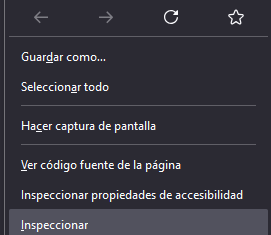 Guardar como...
Seleccionar todo
Hacer captura de pantalla
Ver código fuente de la página
Inspeccionar propiedades de accesibilidad
Inspeccionar